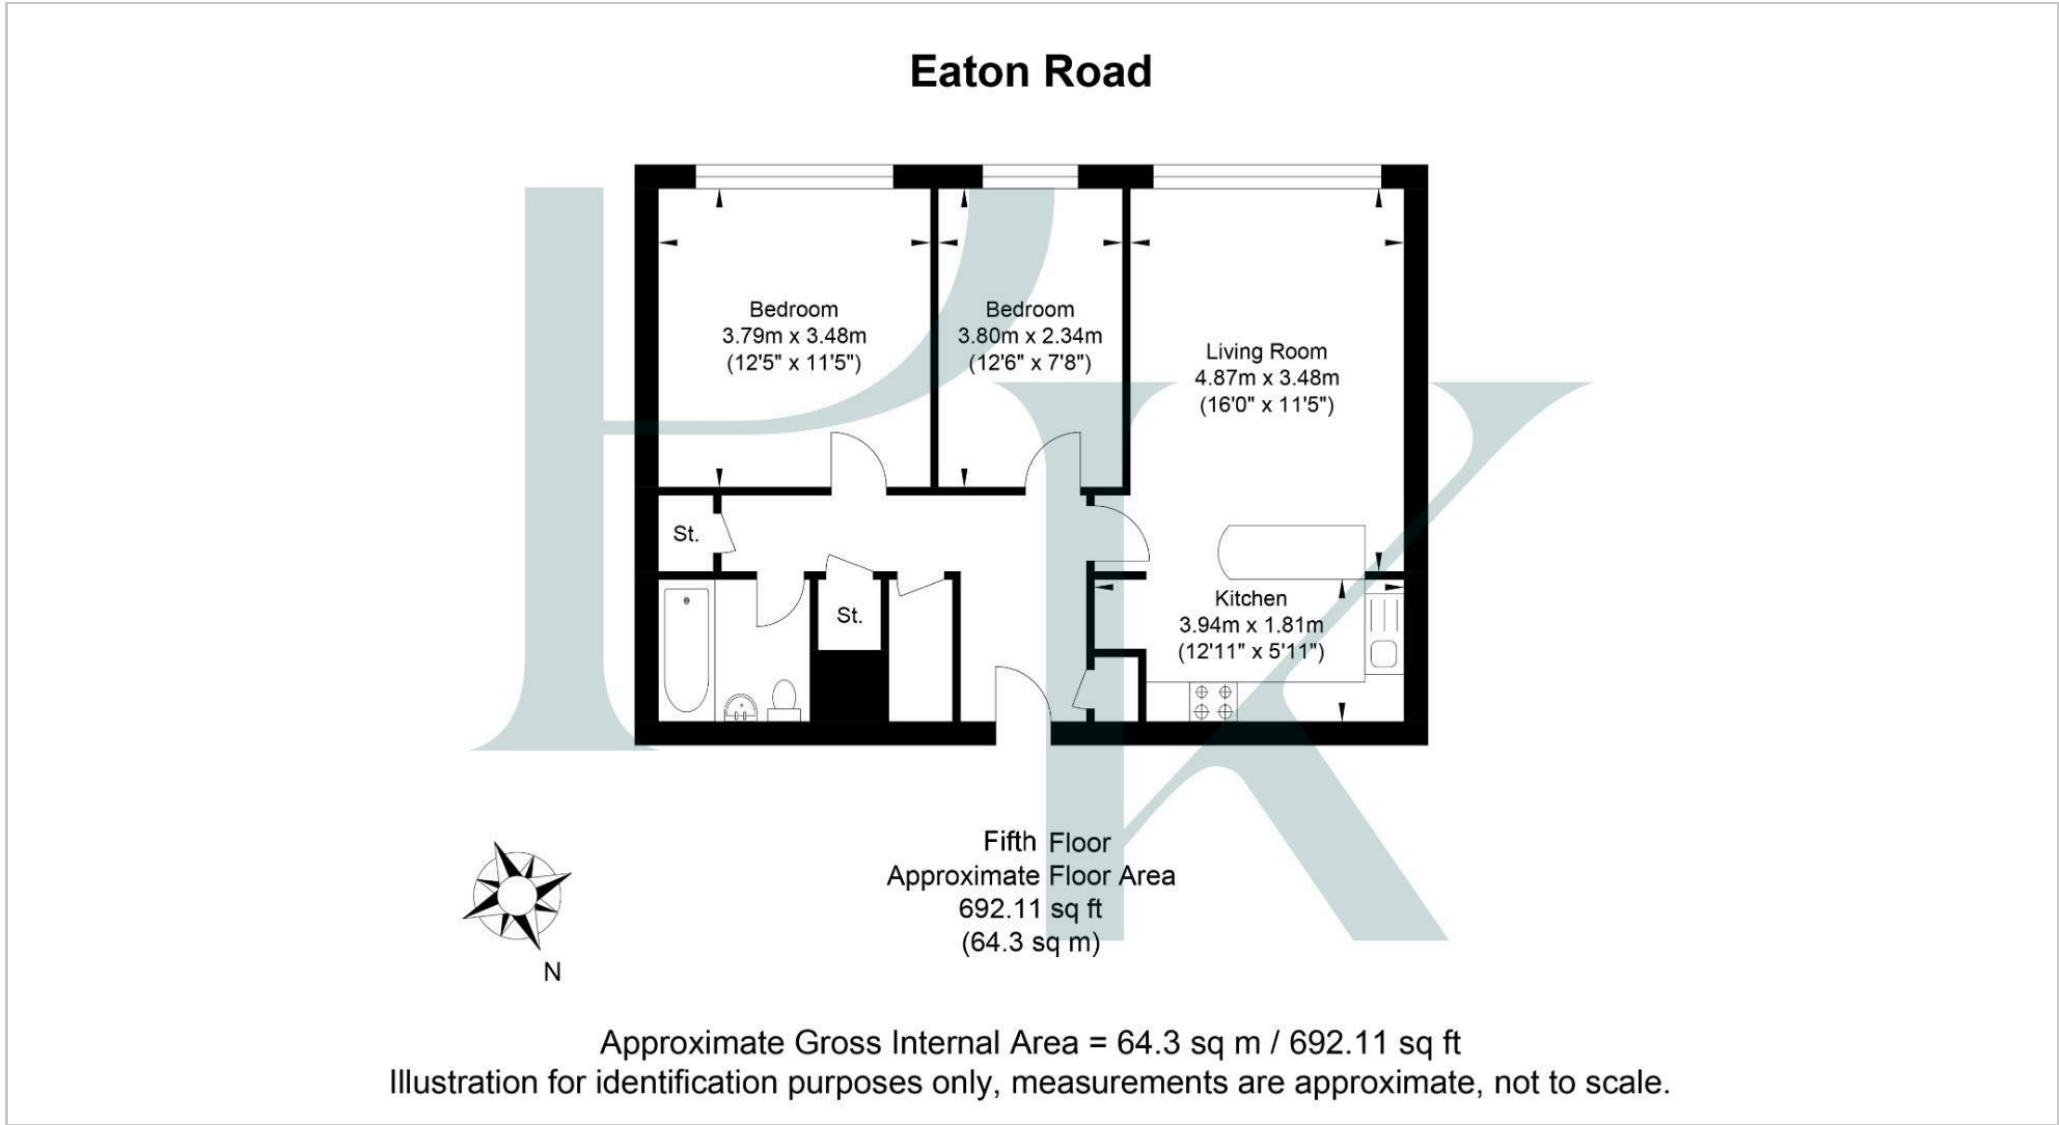 Eaton Road
Bedroom
3.79m x 3.48m
(12'5" x 11'5")
Bedroom
3.80m x 2.34m
(12'6" x 7'8")
Living Room
4.87m x 3.48m
(16'0" x 11'5")
St.
St.
Kitchen
3.94m x 1.81m
(12'11" x 5'11")
Fifth Floor
Approximate Floor Area
692.11 sq ft
(64.3 sq m)
N
Approximate Gross Internal Area = 64.3 sq m / 692.11 sq ft
Illustration for identification purposes only, measurements are approximate, not to scale.
PK